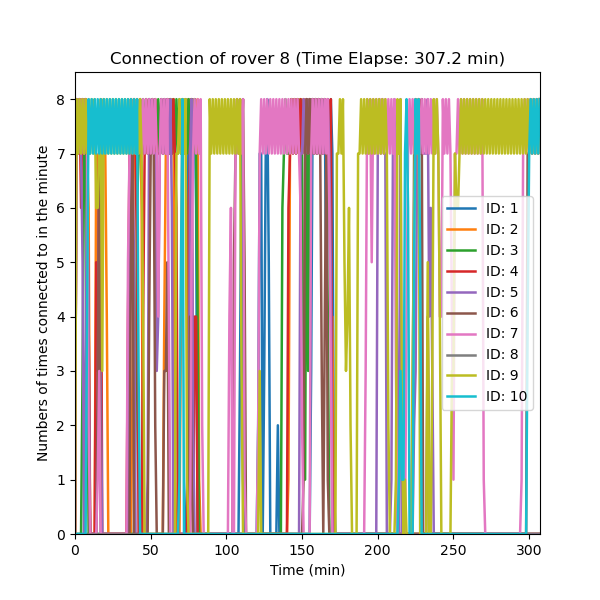 Connection of rover 8 (Time Elapse: 307.2 min)
Numbers of times connected to in the minute
8
7
6
5
4
3
2
1
0
ID: 1
ID: 2
ID: 3
ID: 4
ID: 5
ID: 6
ID: 7
ID: 8
ID: 9
ID: 10
0 50 100 150 200 250 300
Time (min)